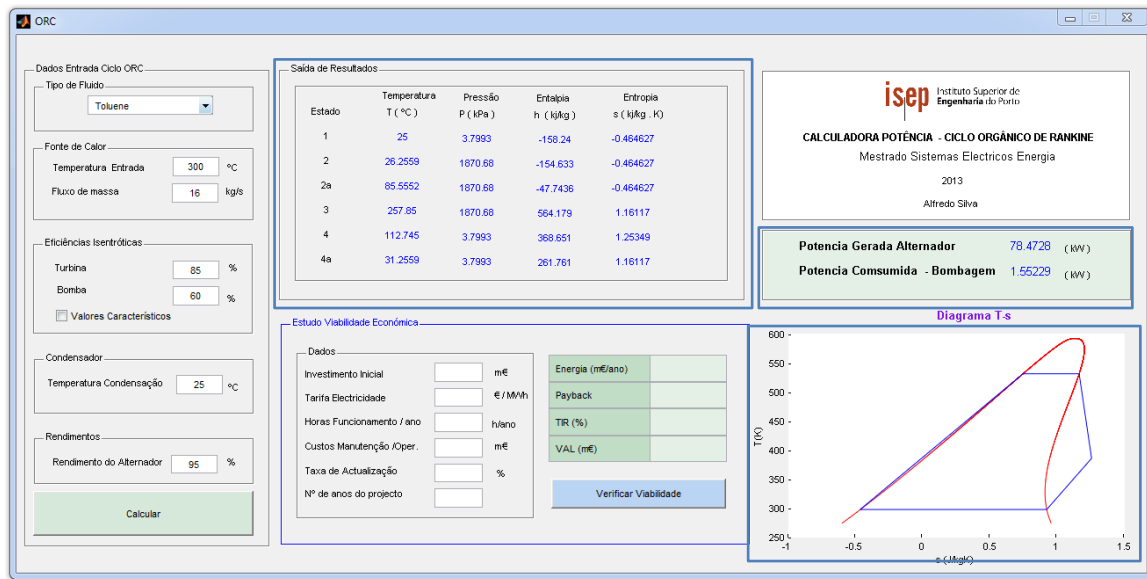 ORC
Dados Entrada Ciclo ORC
Tipo de Fluido
Toluene
Fonte de Calor
Temperatura Entrada 300 ºC
Fluxo de massa 16 kg/s
Eficiências Isentróticas
Turbina 85 %
Bomba 60 %
Valores Característicos
Condensador
Temperatura Condensação 25 ºC
Rendimentos
Rendimento do Alternador 95 %
Calcular
Saída de Resultados
Temperatura Pressão Entalpia Entropia
Estado T ( ºC ) P ( kPa ) h ( kj/kg ) s ( kj/kg . K)
1 25 3.7993 -158.24 -0.464627
2 26.2559 1870.68 -154.633 -0.464627
2a 85.5552 1870.68 -47.7436 -0.464627
3 257.85 1870.68 564.179 1.16117
4 112.745 3.7993 368.651 1.25349
4a 31.2559 3.7993 261.761 1.16117
Estudo Viabilidade Económica
Dados
Investimento Inicial m€
Tarifa Electricidade € / MWh
Horas Funcionamento / ano h/ano
Custos Manutenção /Oper. m€
Taxa de Actualização %
Nº de anos do projecto
Energia (m€/ano)
Payback
TIR (%)
VAL (m€)
Verificar Viabilidade
isep Instituto Superior de
Engenharia do Porto
CALCULADORA POTÊNCIA - CICLO ORGÂNICO DE RANKINE
Mestrado Sistemas Electricos Energia
2013
Alfredo Silva
Potencia Gerada Alternador 78.4728 ( kW )
Potencia Comsumida - Bombagem 1.55229 ( kW )
Diagrama T-s
600
550
500
450
400
350
300
250
T(K)
-1 -0.5 0 0.5 1 1.5
s ( J/kgK)